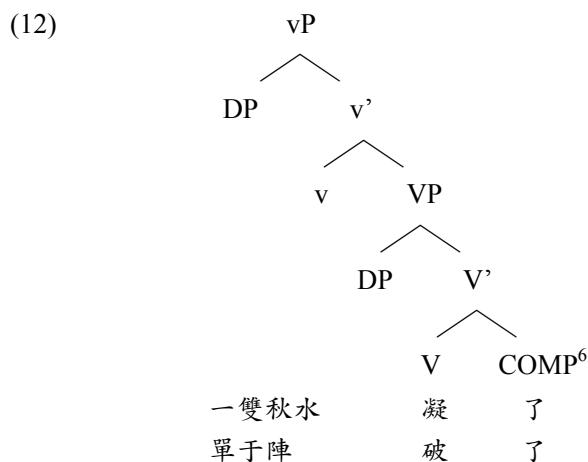 (12) vP
DP v’
v VP
DP V’
V COMP6
一雙秋水 凝 了
單于陣 破 了